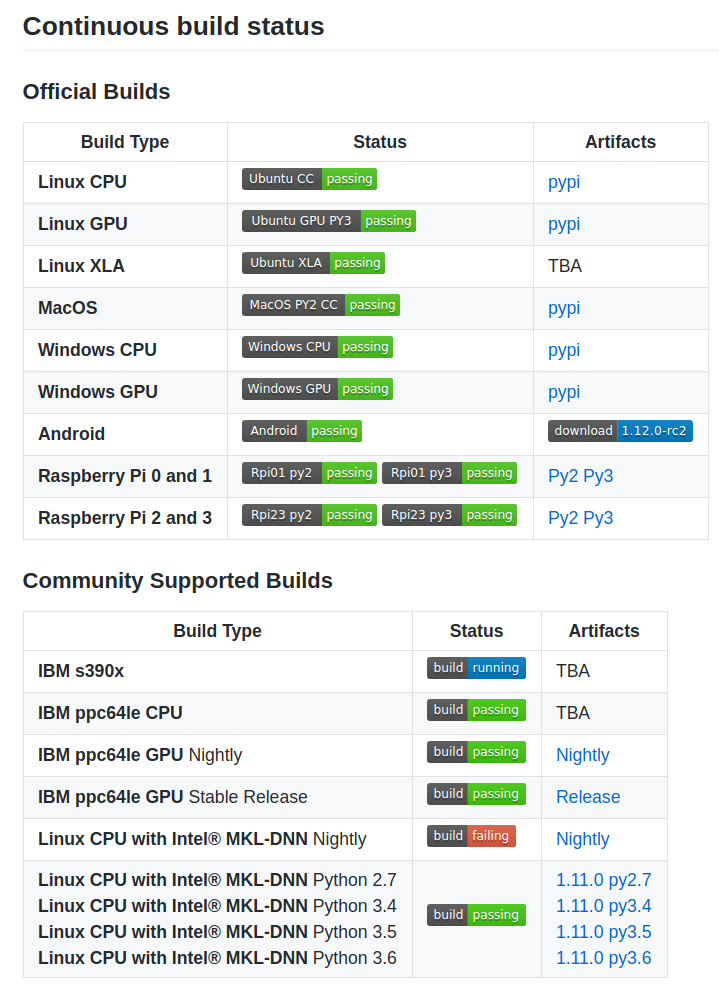 Continuous build status
Official Builds
Build Type Status Artifacts
Linux CPU Ubuntu CC passing pypi
Linux GPU Ubuntu GPU PY3 passing pypi
Linux XLA Ubuntu XLA passing TBA
MacOS MacOS PY2 CC passing pypi
Windows CPU Windows CPU passing pypi
Windows GPU Windows GPU passing pypi
Android Android passing download 1.12.0-rc2
Raspberry Pi 0 and 1 Rpi01 py2 passing Rpi01 py3 passing Py2 Py3
Raspberry Pi 2 and 3 Rpi23 py2 passing Rpi23 py3 passing Py2 Py3
Community Supported Builds
Build Type Status Artifacts
IBM s390x build running TBA
IBM ppc64le CPU build passing TBA
IBM ppc64le GPU Nightly build passing Nightly
IBM ppc64le GPU Stable Release build passing Release
Linux CPU with Intel® MKL-DNN Nightly build failing Nightly
Linux CPU with Intel® MKL-DNN Python 2.7 1.11.0 py2.7
Linux CPU with Intel® MKL-DNN Python 3.4 build passing 1.11.0 py3.4
Linux CPU with Intel® MKL-DNN Python 3.5 1.11.0 py3.5
Linux CPU with Intel® MKL-DNN Python 3.6 1.11.0 py3.6